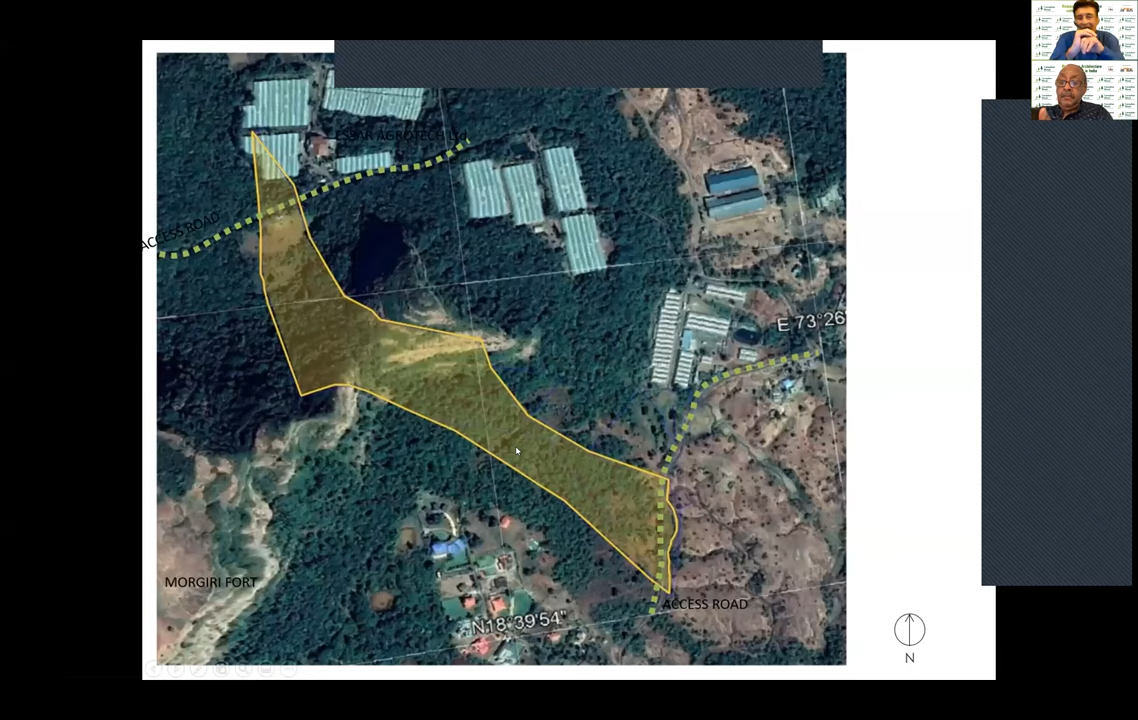 ESSAR AGROTECH Ltd
ACCESS ROAD
E 73°26'
MORGIRI FORT
ACCESS ROAD
N18°39'54"
N